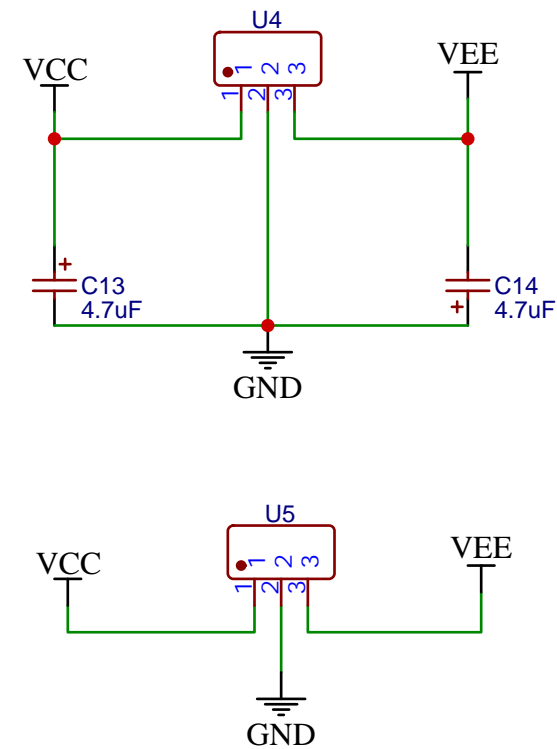 U4
VCC
VEE
1 2 3
1 2 3
+ C13
4.7uF
C14
+ 4.7uF
GND
U5
VCC
VEE
1 2 3
1 2 3
GND